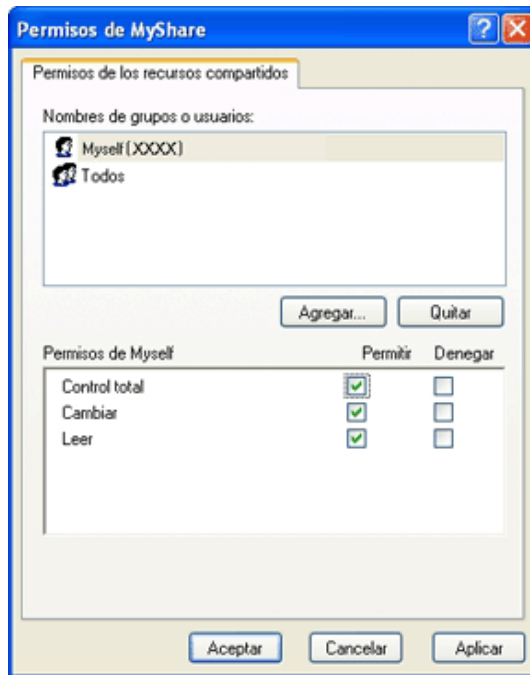 Permisos de MyShare
Permisos de los recursos compartidos
Nombres de grupos o usuarios:
Myself (XXXX)
Todos
Agregar... Quitar
Permisos de Myself Permitir Denegar
Control total
Cambiar
Leer
Aceptar Cancelar Aplicar